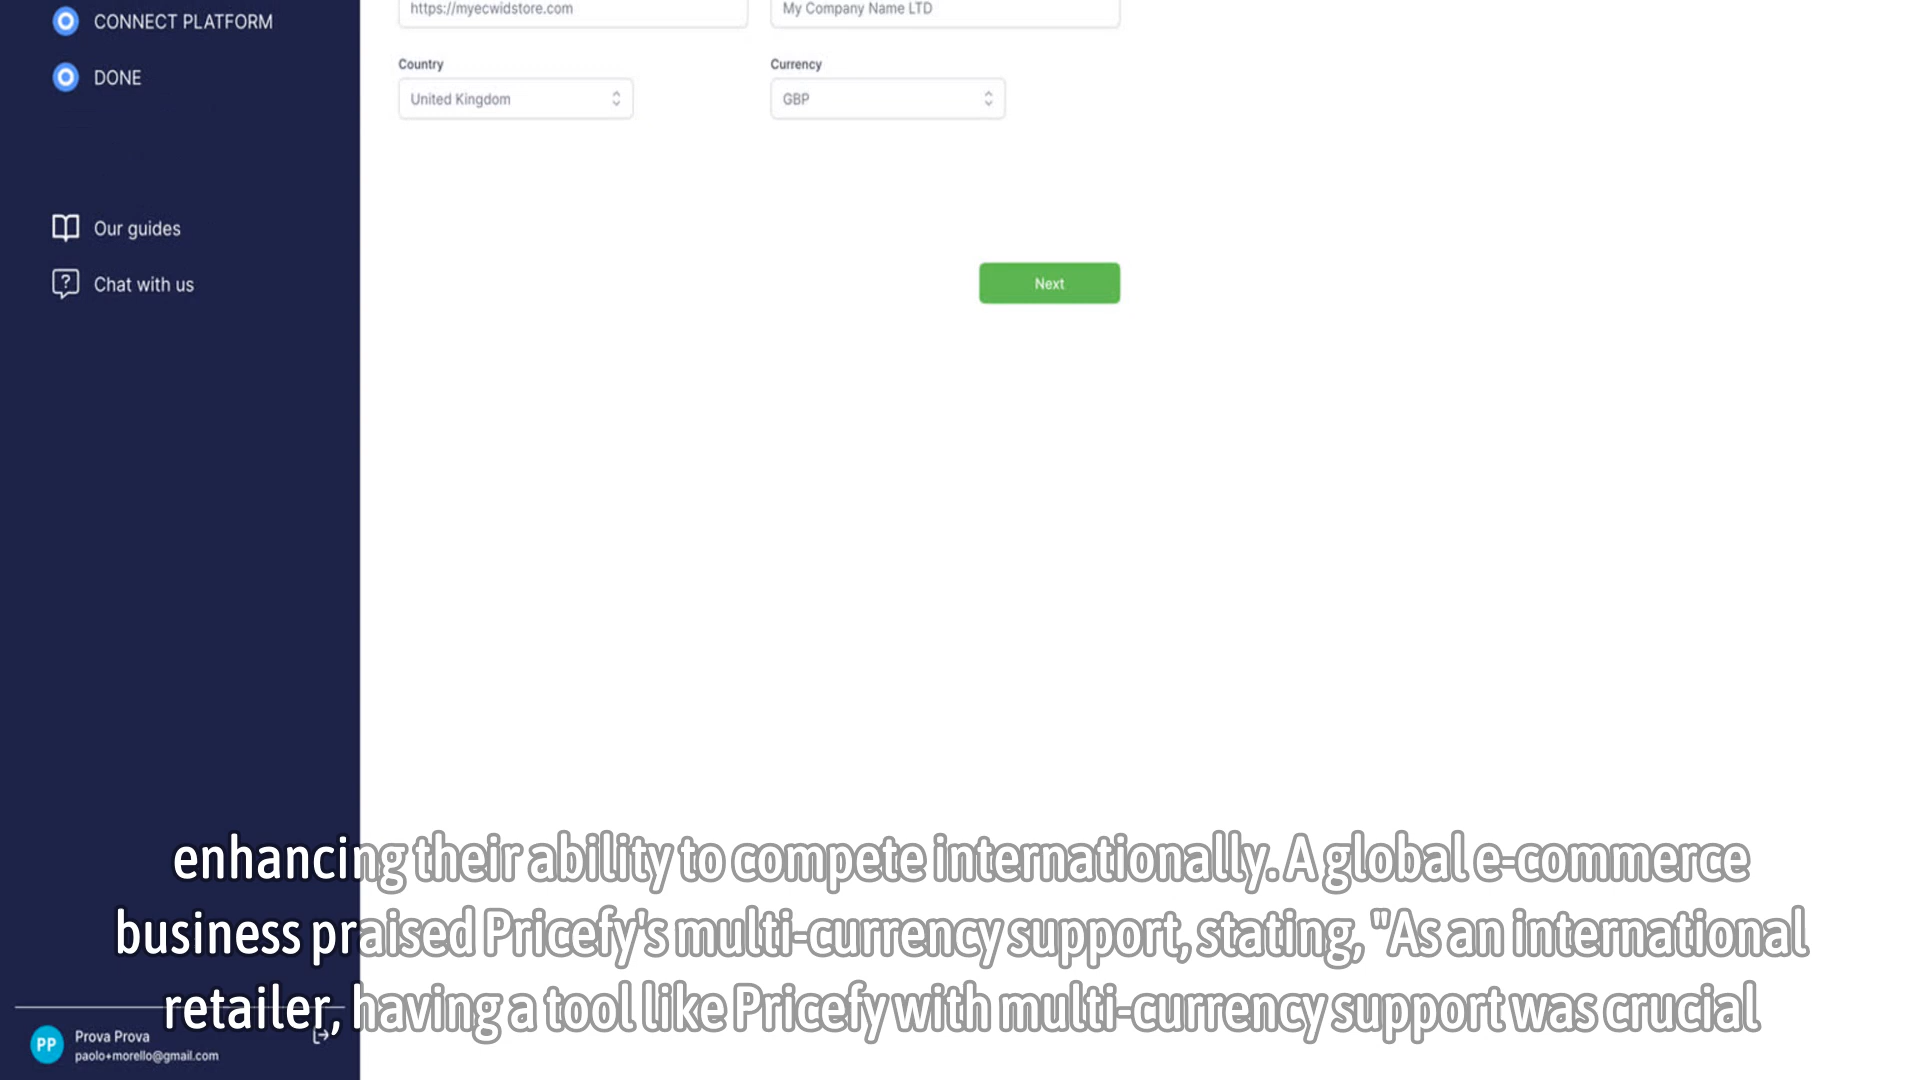 CONNECT PLATFORM
DONE
Our guides
Chat with us
https://myecwidstore.com
My Company Name LTD
Country
Currency
United Kingdom
GBP
Next
enhancing their ability to compete internationally. A global e-commerce
business praised Pricefy's multi-currency support, stating, "As an international
retailer, having a tool like Pricefy with multi-currency support was crucial
PP
Prova Prova
paolo+morello@gmail.com